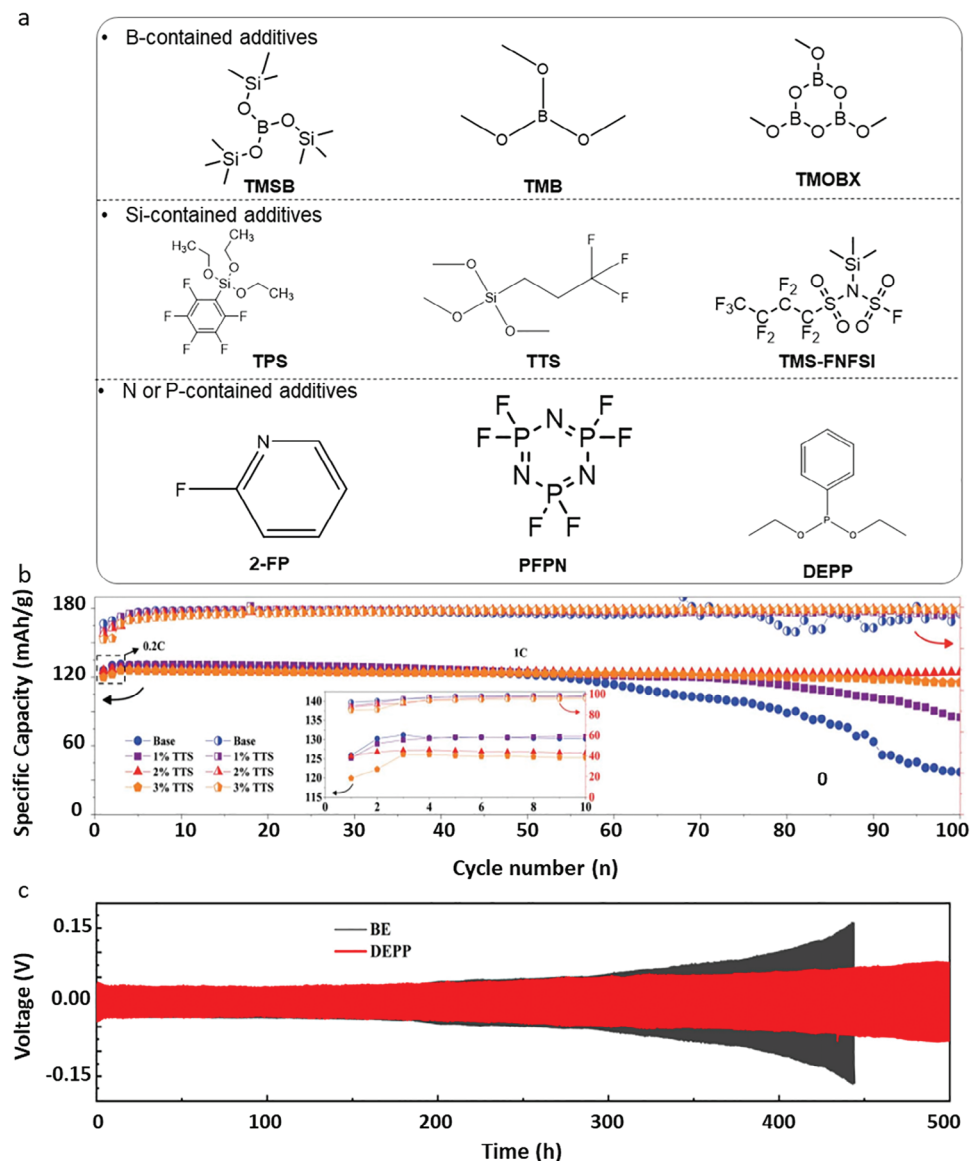 a
• B-contained additives
Si
O
B
O
Si
O
Si
TMSB
O
B
O
O
TMB
O
B
O
O
O
B
O
B
O
TMOBX
• Si-contained additives
H₃C
CH₃
O
O
Si
O
CH₃
F
F
F
F
F
TPS
O
O
Si
O
F
F
F
TTS
Si
F₂
F₂
O
N
O
F₃C
C
C
C
S
S
C
F
F₂
F₂
O
O
TMS-FNFSI
• N or P-contained additives
N
F
2-FP
F
N
F
F
P
P
F
N
N
P
F
F
PFPN
P
O
O
DEPP
b
Specific Capacity (mAh/g)
180
120
60
0
0.2C
1C
Base
Base
1% TTS
1% TTS
2% TTS
2% TTS
3% TTS
3% TTS
140
130
125
120
115
100
80
60
40
20
0
0 2 4 6 8 10
0
0 10 20 30 40 50 60 70 80 90 100
Cycle number (n)
c
Voltage (V)
0.15
0.00
-0.15
BE
DEPP
0 100 200 300 400 500
Time (h)